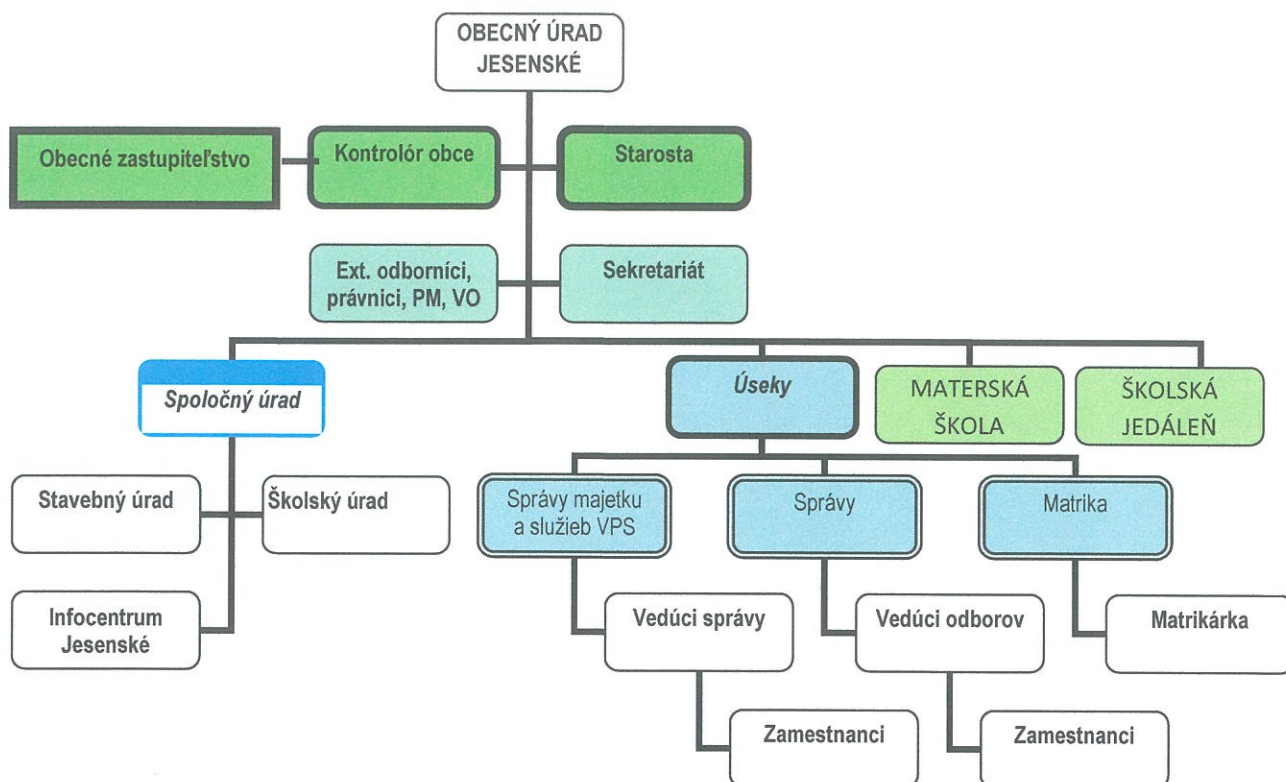 OBECNÝ ÚRAD
JESENSKÉ
Obecné zastupiteľstvo
Kontrolór obce
Starosta
Ext. odborníci,
právnici, PM, VO
Sekretariát
Spoločný úrad
Úseky
MATERSKÁ
ŠKOLA
ŠKOLSKÁ
JEDÁLEŇ
Stavebný úrad
Školský úrad
Správy majetku
a služieb VPS
Správy
Matrika
Infocentrum
Jesenské
Vedúci správy
Vedúci odborov
Matrikárka
Zamestnanci
Zamestnanci